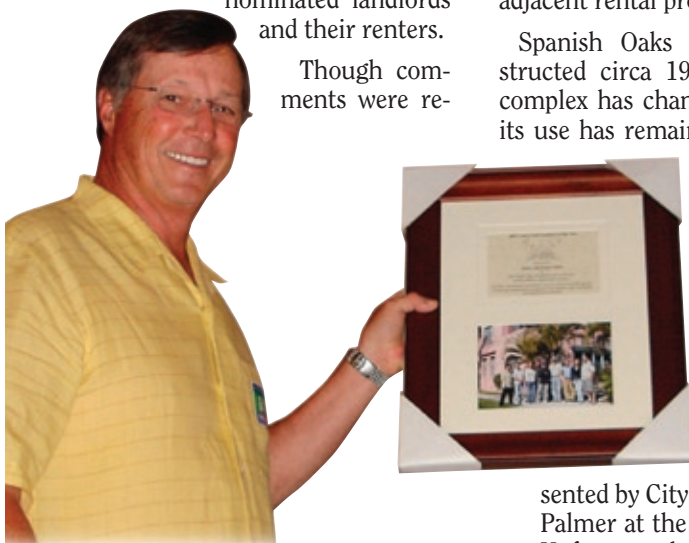 nominated landlords
and their renters.
Though com-
ments were re-
adjacent rental pro
Spanish Oaks
structed circa 19
complex has chan
its use has remain
sented by City
Palmer at the